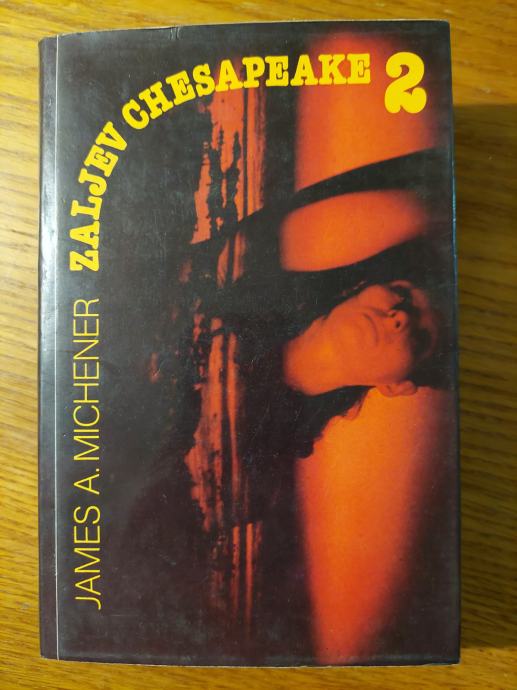 ZALJEV CHESAPEAKE 2
JAMES A. MICHENER